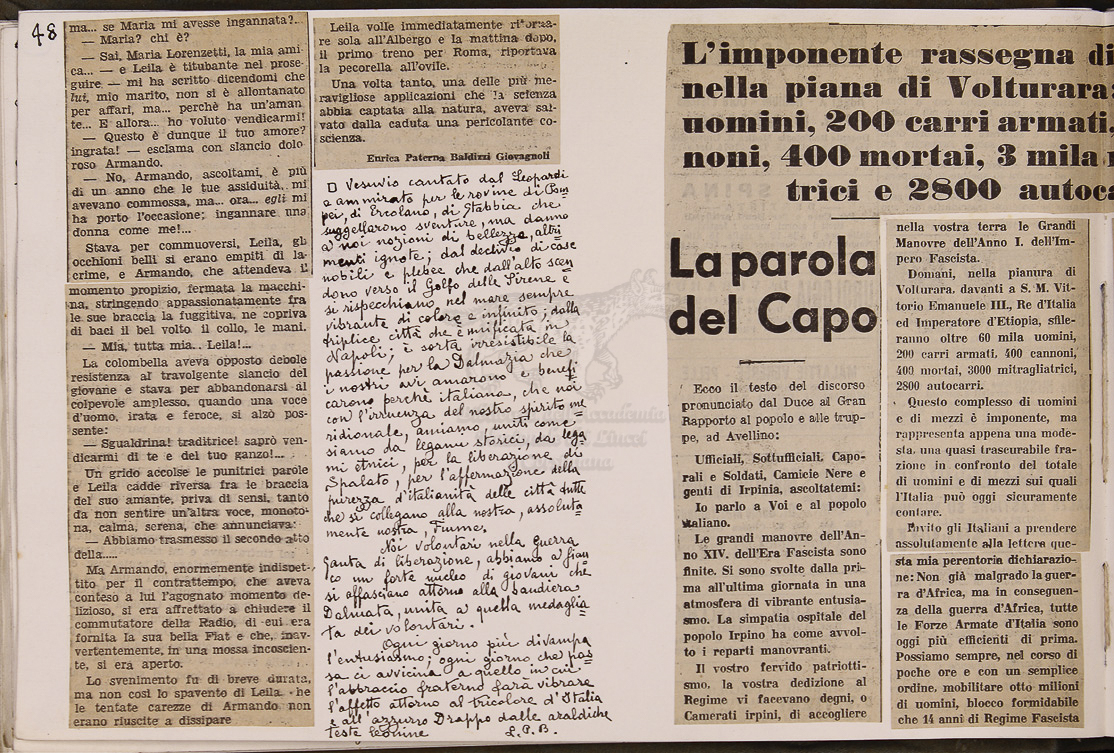 48
ma... se Maria mi avesse ingannata?...
— Maria? chi è?
— Sai, Maria Lorenzetti, la mia ami-
ca... — e Leila è titubante nel prose-
guire — mi ha scritto dicendomi che
lui, mio marito, non si è allontanato
per affari, ma... perchè ha un'aman
te... E allora... ho voluto vendicarmi!
— Questo è dunque il tuo amore?
ingrata! — esclama con slancio dolo
roso Armando.
— No, Armando, ascoltami, è più
di un anno che le tue assiduità.. mi
avevano commossa, ma... ora... egli mi
ha porto l'occasione; ingannare una
donna come me!...
Stava per commuoversi, Leila, gli
occhioni belli si erano empiti di la-
crime, e Armando, che attendeva il
momento propizio, fermata la macchi-
na, stringendo appassionatamente fra
le sue braccia la fuggitiva, ne copriva
di baci il bel volto. il collo, le mani.
— Mia, tutta mia.. Leila!...
La colombella aveva opposto debole
resistenza al travolgente slancio del
giovane e stava per abbandonarsi al
colpevole amplesso, quando una voce
d'uomo, irata e feroce, si alzò pos-
sente:
— Sgualdrina! traditrice! saprò ven-
dicarmi di te e del tuo ganzo!...
Un grido accolse le punitrici parole
e Leila cadde riversa fra le braccia
del suo amante, priva di sensi, tanto
da non sentire un'altra voce, monoto-
na, calma, serena, che annunciava:
— Abbiamo trasmesso il secondo atto
della.....
Ma Armando, enormemente indispet-
tito per il contrattempo, che aveva
conteso a lui l'agognato momento de-
lizioso, si era affrettato a chiudere il
commutatore della Radio, di cui era
fornita la sua bella Fiat e che, inav-
vertentemente, in una mossa incoscien-
te, si era aperto.
Lo svenimento fu di breve durata,
ma non così lo spavento di Leila che
le tentate carezze di Armando non
erano riuscite a dissipare
Leila volle immediatamente ritorna-
re sola all'Albergo e la mattina dopo,
il primo treno per Roma, riportava
la pecorella all'ovile.
Una volta tanto, una delle più me-
ravigliose applicazioni che la scienza
abbia captata alla natura, aveva sal-
vato dalla caduta una pericolante co-
scienza.
Enrica Paterna Baldizzi Giovagnoli
Il Vesuvio cantato dal Leopardi
e ammirato per le rovine di Pom
pei, di Ercolano, di Stabbia che
suggellarono sventure, ma danno
a noi nozioni di bellezza, altri
menti ignote; dal declivio di case
nobili e plebee che dall'alto scen
dono verso il Golfo delle Sirene e
si rispecchiano nel mare sempre
vibrante di colore e infinito; dalla
triplice città che è unificata in
Napoli; è sorta irresistibile la
passione per la Dalmazia che
i nostri avi amarono e benefi
carono perchè italiana, che noi
con l'irruenza del nostro spirito me
ridionale, amiamo, uniti come
siamo da legami storici, da lega
mi etnici, per la liberazione di
Spalato, per l'affermazione della
purezza d'italianità delle città tutte
che si collegano alla nostra, assoluta
mente nostra, Fiume.
Noi volontari nella guerra
santa di liberazione, abbiamo a fian
co un forte nucleo di giovani che
si affasciano attorno alla bandiera
Dalmata, unita a quella medaglia
ta dei volontari.
Ogni giorno più divampa
l'entusiasmo; ogni giorno che pas
sa ci avvicina a quello in cui
l'abbraccio fraterno farà vibrare
l'affetto attorno al tricolore d'Italia
e all'azzurro Drappo dalle araldiche
teste leonine L.P.B.
L'imponente rassegna di
nella piana di Volturara:
uomini, 200 carri armati,
noni, 400 mortai, 3 mila
trici e 2800 autoca
La parola
del Capo
Ecco il testo del discorso
pronunciato dal Duce al Gran
Rapporto al popolo e alle trup-
pe, ad Avellino:
Ufficiali, Sottufficiali, Capo-
rali e Soldati, Camicie Nere e
genti di Irpinia, ascoltatemi:
Io parlo a Voi e al popolo
italiano.
Le grandi manovre dell'An-
no XIV. dell'Era Fascista sono
finite. Si sono svolte dalla pri-
ma all'ultima giornata in una
atmosfera di vibrante entusia-
smo. La simpatia ospitale del
popolo Irpino ha come avvol-
to i reparti manovranti.
Il vostro fervido patriotti-
smo, la vostra dedizione al
Regime vi facevano degni, o
Camerati irpini, di accogliere
nella vostra terra le Grandi
Manovre dell'Anno I. dell'Im-
pero Fascista.
Domani, nella pianura di
Volturara. davanti a S. M. Vit-
torio Emanuele III, Re d'Italia
ed Imperatore d'Etiopia, sfile-
ranno oltre 60 mila uomini,
200 carri armati, 400 cannoni,
400 mortai, 3000 mitragliatrici,
2800 autocarri.
Questo complesso di uomini
e di mezzi è imponente, ma
rappresenta appena una mode-
sta, una quasi trascurabile fra-
zione in confronto del totale
di uomini e di mezzi sui quali
l'Italia può oggi sicuramente
contare.
Invito gli Italiani a prendere
assolutamente alla lettera que-
sta mia perentoria dichiarazio-
ne: Non già malgrado la guer-
ra d'Africa, ma in conseguen-
za della guerra d'Africa, tutte
le Forze Armate d'Italia sono
oggi più efficienti di prima.
Possiamo sempre, nel corso di
poche ore e con un semplice
ordine, mobilitare otto milioni
di uomini, blocco formidabile
che 14 anni di Regime Fascista